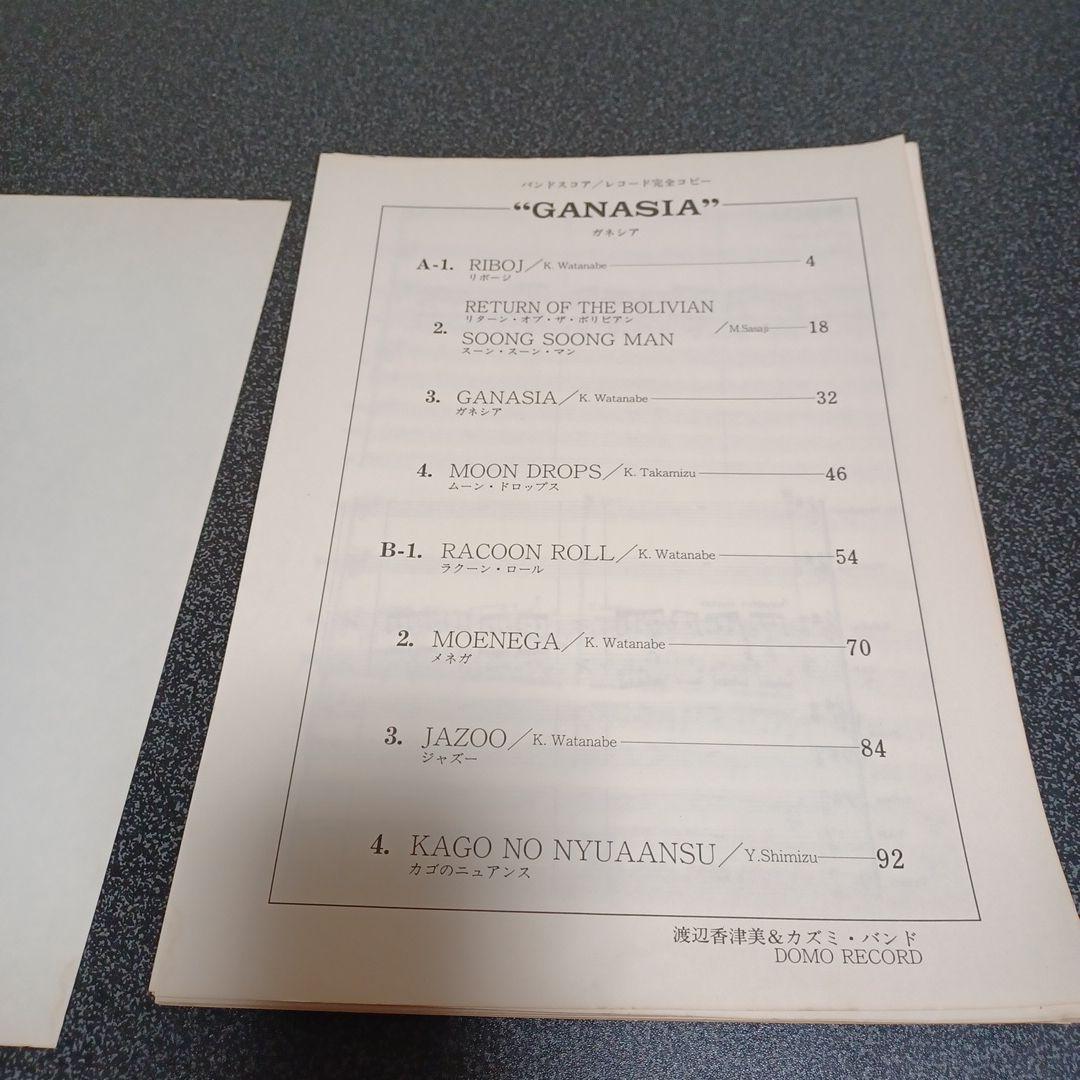 バンドスコア／レコード完全コピー
“GANASIA”
ガネシア
A-1. RIBOJ／K. Watanabe 4
リボージ
RETURN OF THE BOLIVIAN
リターン・オブ・ザ・ボリビアン
2. ／M.Sasaji 18
SOONG SOONG MAN
スーン・スーン・マン
3. GANASIA／K. Watanabe 32
ガネシア
4. MOON DROPS／K. Takamizu 46
ムーン・ドロップス
B-1. RACOON ROLL／K. Watanabe 54
ラクーン・ロール
2. MOENEGA／K. Watanabe 70
メネガ
3. JAZOO／K. Watanabe 84
ジャズー
4. KAGO NO NYUAANSU／Y.Shimizu 92
カゴのニュアンス
渡辺香津美＆カズミ・バンド
DOMO RECORD